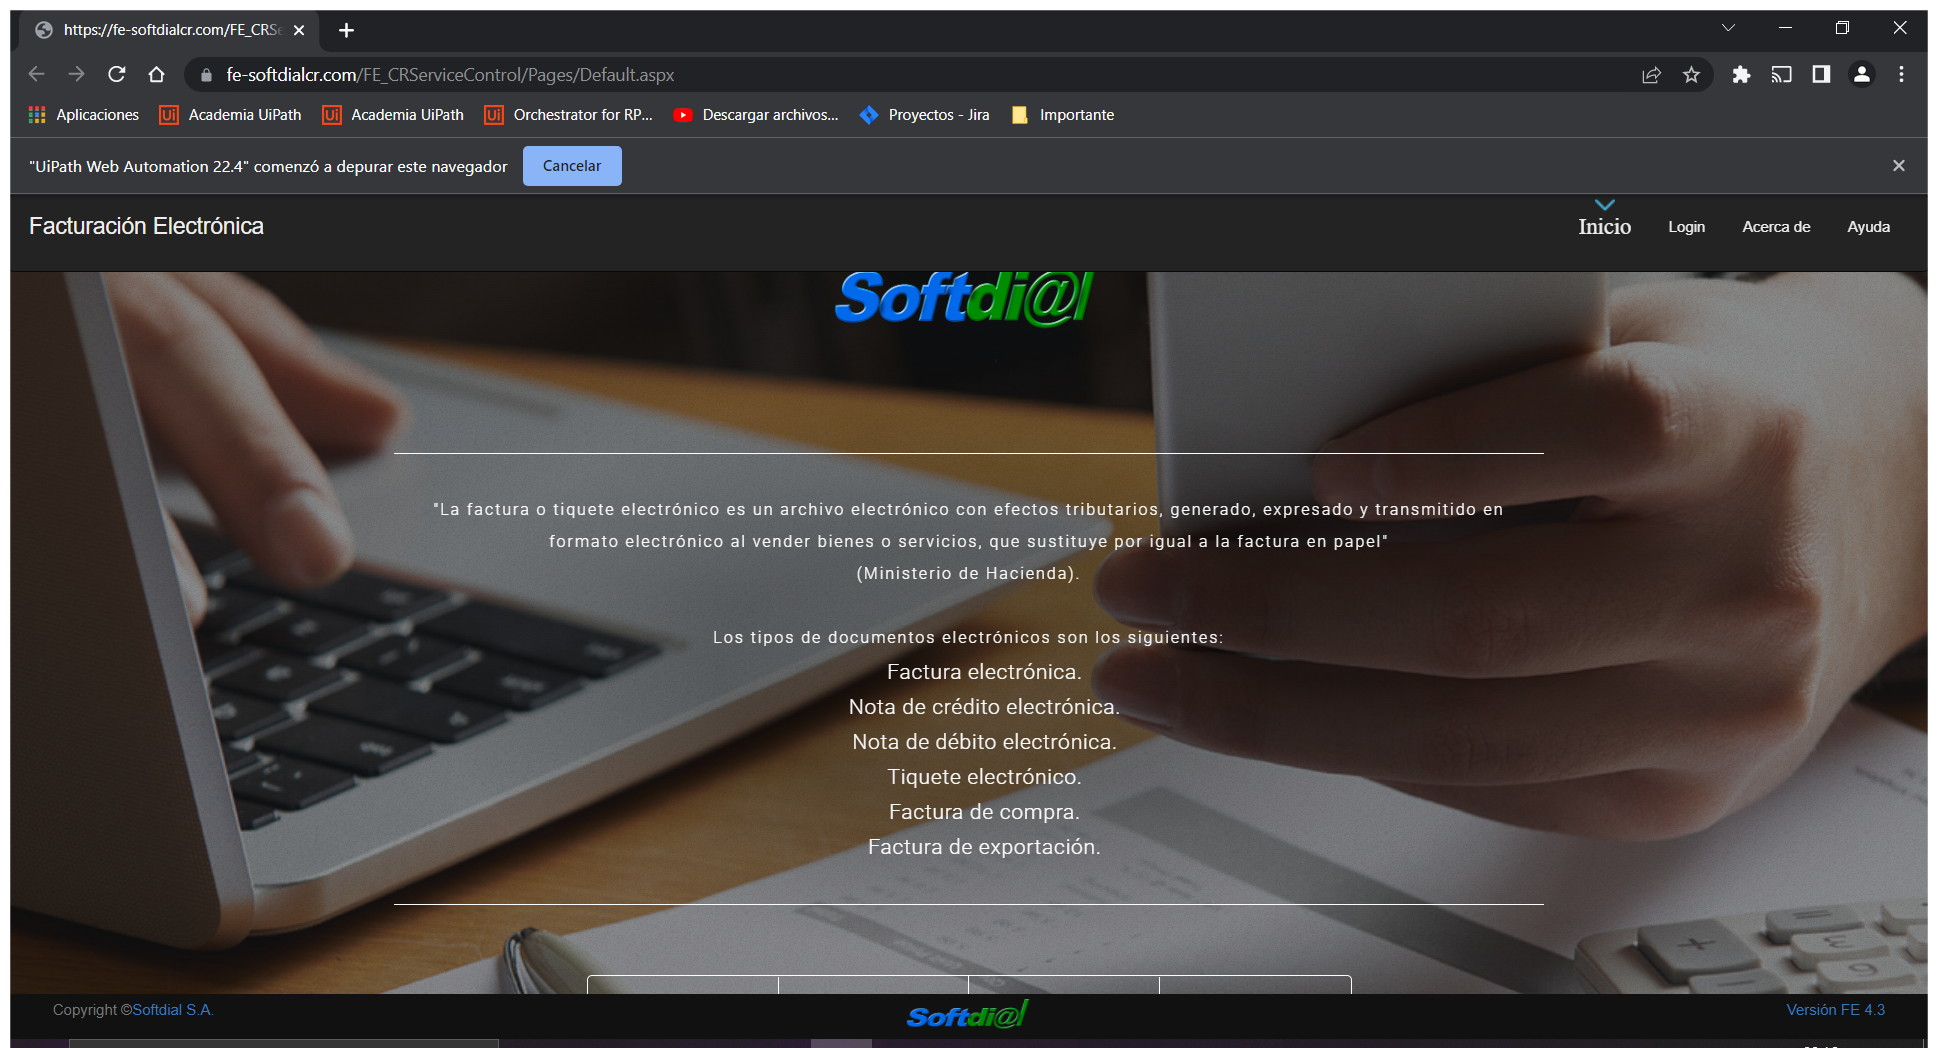 https://fe-softdialcr.com/FE_CRSe
fe-softdialcr.com/FE_CRServiceControl/Pages/Default.aspx
Aplicaciones
Ui Academia UiPath
Ui Academia UiPath
Ui Orchestrator for RP...
Descargar archivos...
Proyectos - Jira
Importante
"UiPath Web Automation 22.4" comenzó a depurar este navegador
Cancelar
Facturación Electrónica
Inicio
Login
Acerca de
Ayuda
Softdi@l
"La factura o tiquete electrónico es un archivo electrónico con efectos tributarios, generado, expresado y transmitido en
formato electrónico al vender bienes o servicios, que sustituye por igual a la factura en papel"
(Ministerio de Hacienda).
Los tipos de documentos electrónicos son los siguientes:
Factura electrónica.
Nota de crédito electrónica.
Nota de débito electrónica.
Tiquete electrónico.
Factura de compra.
Factura de exportación.
Copyright ©Softdial S.A.
Softdi@l
Versión FE 4.3